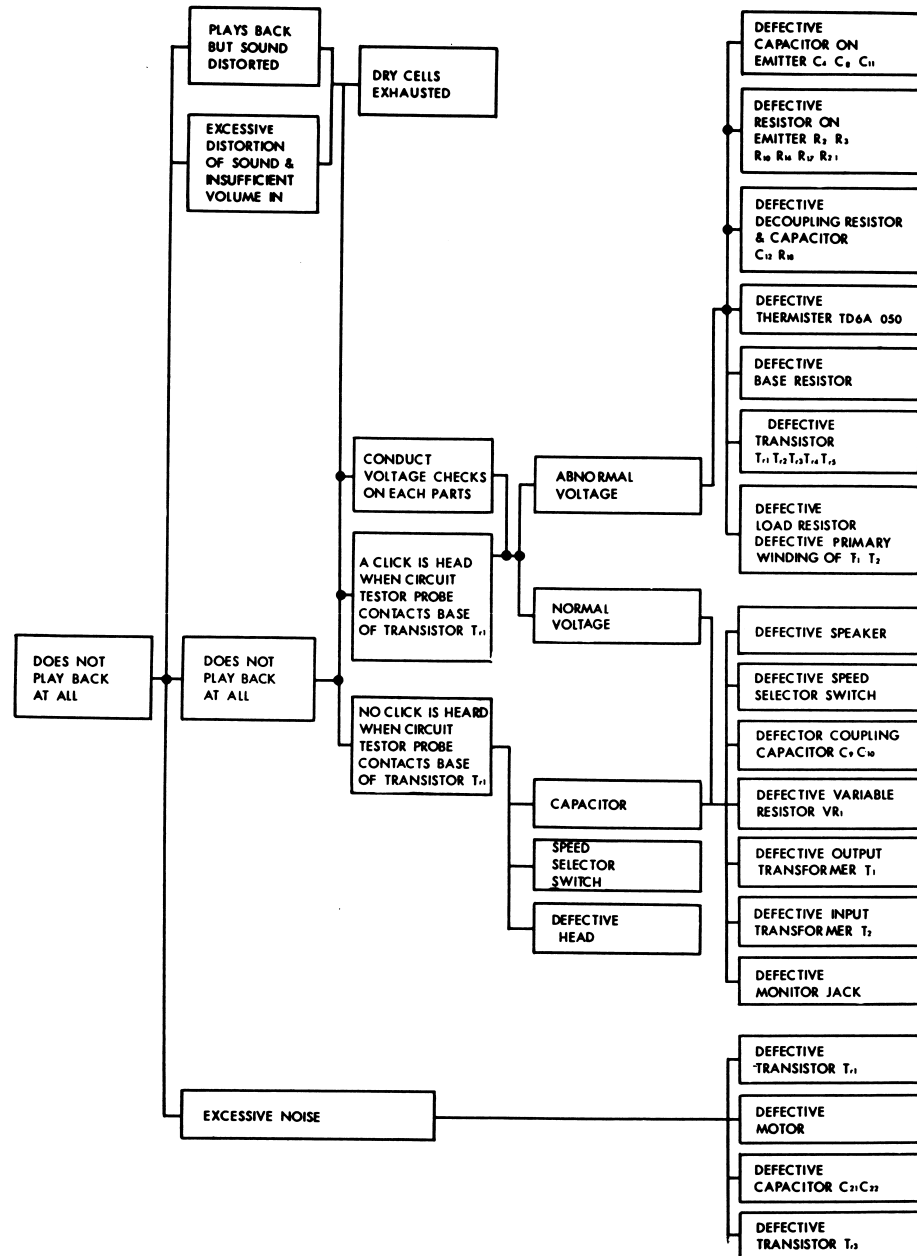 PLAYS BACK
BUT SOUND
DISTORTED
EXCESSIVE
DISTORTION
OF SOUND &
INSUFFICIENT
VOLUME IN
DRY CELLS
EXHAUSTED
DEFECTIVE
CAPACITOR ON
EMITTER C₄ C₈ C₁₁
DEFECTIVE
RESISTOR ON
EMITTER R₂ R₃
R₁₀ R₁₄ R₁₇ R₂₁
DEFECTIVE
DECOUPLING RESISTOR
& CAPACITOR
C₁₂ R₁₈
DEFECTIVE
THERMISTER TD6A 050
DEFECTIVE
BASE RESISTOR
DEFECTIVE
TRANSISTOR
Tr1 Tr2 Tr3 Tr4 Tr5
DEFECTIVE
LOAD RESISTOR
DEFECTIVE PRIMARY
WINDING OF T₁ T₂
CONDUCT
VOLTAGE CHECKS
ON EACH PARTS
ABNORMAL
VOLTAGE
A CLICK IS HEAD
WHEN CIRCUIT
TESTOR PROBE
CONTACTS BASE
OF TRANSISTOR Tr1
NORMAL
VOLTAGE
DOES NOT
PLAY BACK
AT ALL
DOES NOT
PLAY BACK
AT ALL
NO CLICK IS HEARD
WHEN CIRCUIT
TESTOR PROBE
CONTACTS BASE
OF TRANSISTOR Tr1
CAPACITOR
SPEED
SELECTOR
SWITCH
DEFECTIVE
HEAD
DEFECTIVE SPEAKER
DEFECTIVE SPEED
SELECTOR SWITCH
DEFECTOR COUPLING
CAPACITOR C₉ C₁₀
DEFECTIVE VARIABLE
RESISTOR VR₁
DEFECTIVE OUTPUT
TRANSFORMER T₁
DEFECTIVE INPUT
TRANSFORMER T₂
DEFECTIVE
MONITOR JACK
EXCESSIVE NOISE
DEFECTIVE
TRANSISTOR Tr1
DEFECTIVE
MOTOR
DEFECTIVE
CAPACITOR C₂₁ C₂₂
DEFECTIVE
TRANSISTOR Tr3